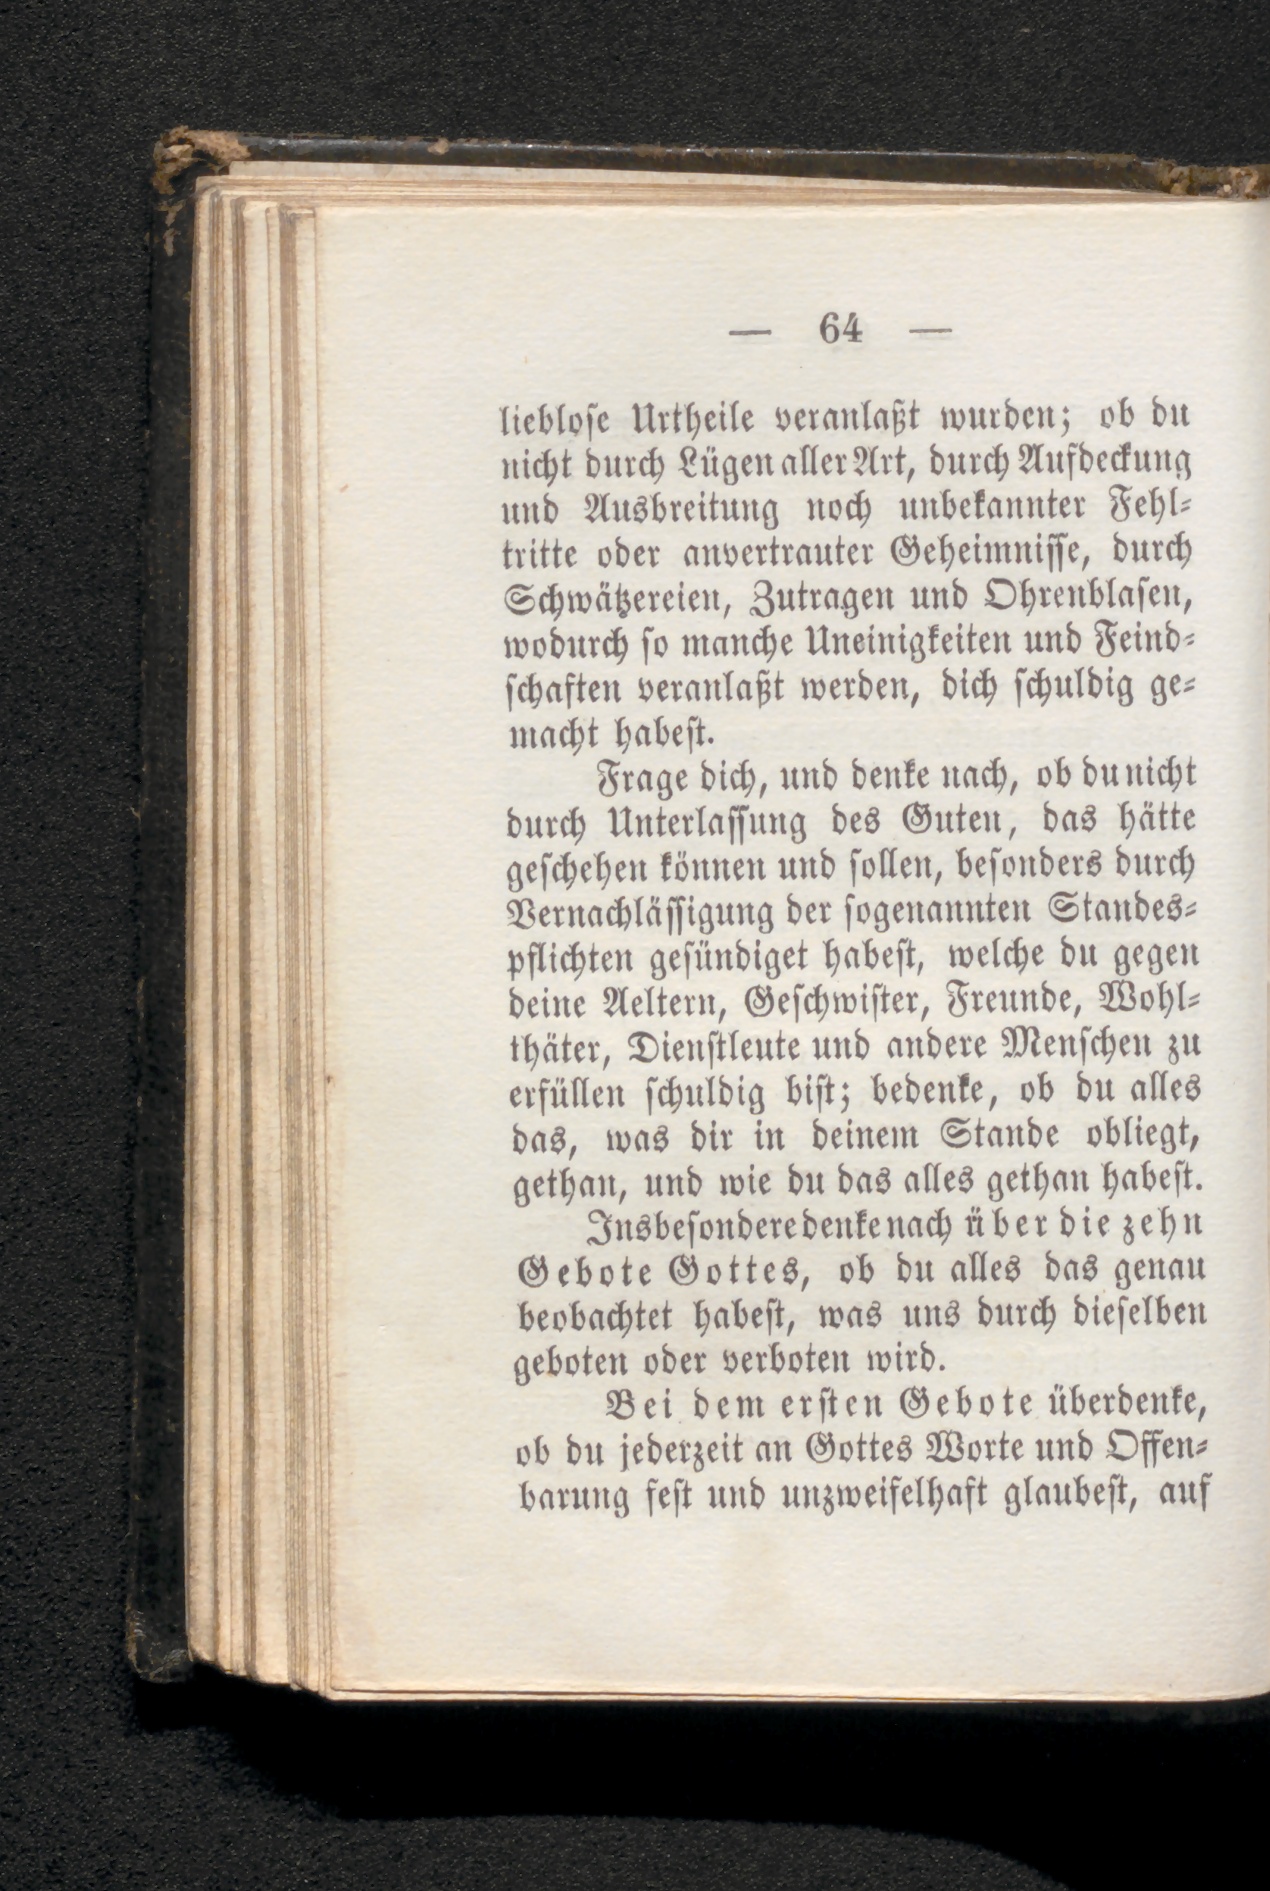 — 64 —
lieblose Urtheile veranlaßt wurden; ob du
nicht durch Lügen aller Art, durch Aufdeckung
und Ausbreitung noch unbekannter Fehl-
tritte oder anvertrauter Geheimnisse, durch
Schwätzereien, Zutragen und Ohrenblasen,
wodurch so manche Uneinigkeiten und Feind-
schaften veranlaßt werden, dich schuldig ge-
macht habest.
Frage dich, und denke nach, ob du nicht
durch Unterlassung des Guten, das hätte
geschehen können und sollen, besonders durch
Vernachlässigung der sogenannten Standes-
pflichten gesündiget habest, welche du gegen
deine Aeltern, Geschwister, Freunde, Wohl-
thäter, Dienstleute und andere Menschen zu
erfüllen schuldig bist; bedenke, ob du alles
das, was dir in deinem Stande obliegt,
gethan, und wie du das alles gethan habest.
Insbesondere denke nach über die zehn
Gebote Gottes, ob du alles das genau
beobachtet habest, was uns durch dieselben
geboten oder verboten wird.
Bei dem ersten Gebote überdenke,
ob du jederzeit an Gottes Worte und Offen-
barung fest und unzweifelhaft glaubest, auf